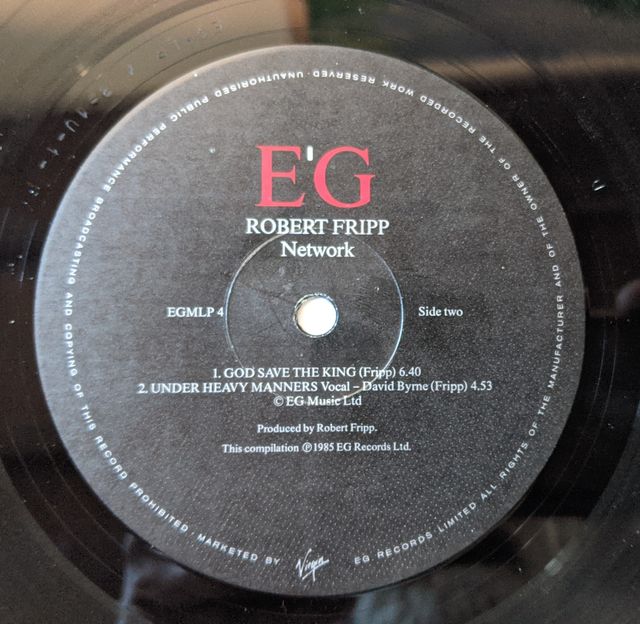 E'G
ROBERT FRIPP
Network
EGMLP 4
Side two
1. GOD SAVE THE KING (Fripp) 6.40
2. UNDER HEAVY MANNERS Vocal – David Byrne (Fripp) 4.53
© EG Music Ltd
Produced by Robert Fripp.
This compilation ℗ 1985 EG Records Ltd.
EG RECORDS LIMITED ALL RIGHTS OF THE MANUFACTURER AND OF THE OWNER OF THE RECORDED WORK RESERVED · UNAUTHORISED PUBLIC PERFORMANCE BROADCASTING AND COPYING OF THIS RECORD PROHIBITED · MARKETED BY
Virgin